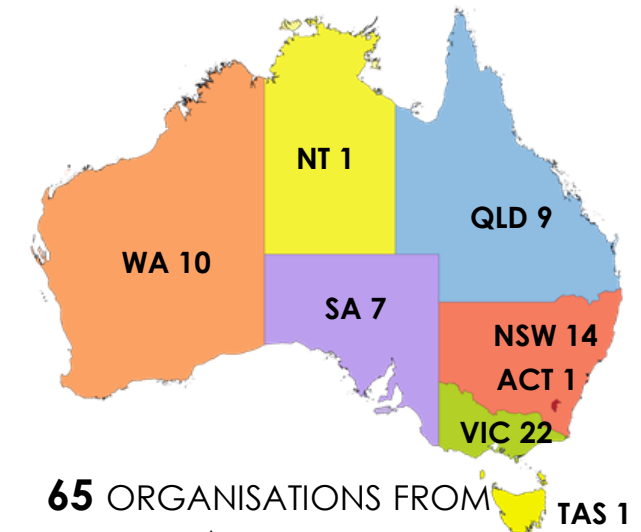 NT 1
QLD 9
WA 10
SA 7
NSW 14
ACT 1
VIC 22
65 ORGANISATIONS FROM
TAS 1